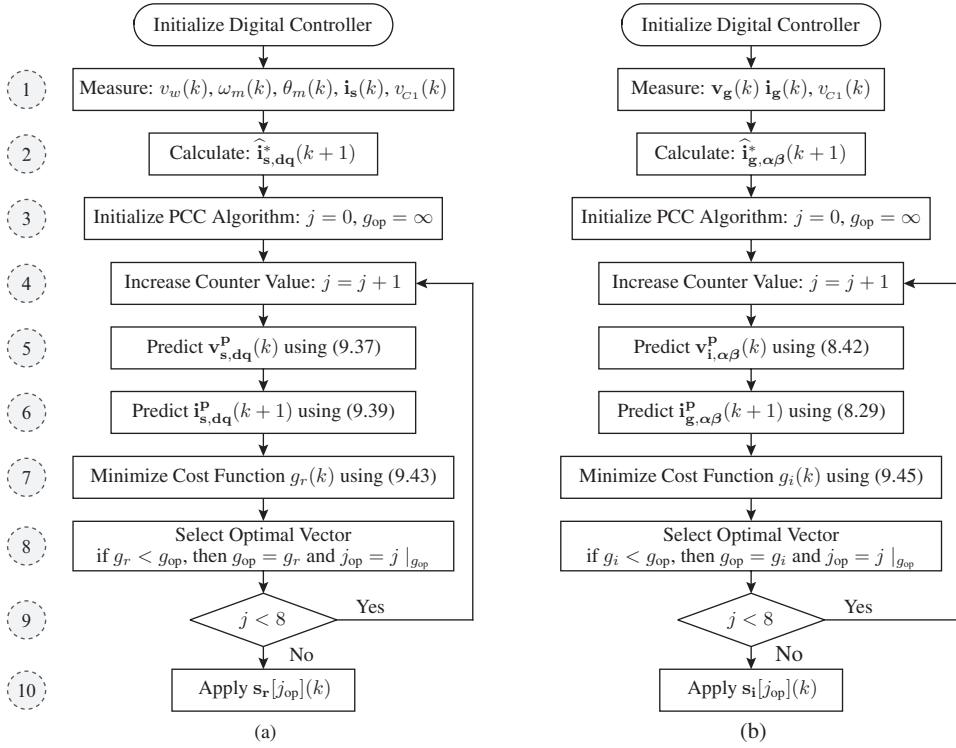 Initialize Digital Controller
1
Measure: v_w(k), ω_m(k), θ_m(k), i_s(k), v_C1(k)
2
Calculate: î*_s,dq(k+1)
3
Initialize PCC Algorithm: j = 0, g_op = ∞
4
Increase Counter Value: j = j + 1
5
Predict v^P_s,dq(k) using (9.37)
6
Predict i^P_s,dq(k+1) using (9.39)
7
Minimize Cost Function g_r(k) using (9.43)
8
Select Optimal Vector
if g_r < g_op, then g_op = g_r and j_op = j |_g_op
9
j < 8
Yes
No
10
Apply s_r[j_op](k)
(a)
Initialize Digital Controller
Measure: v_g(k) i_g(k), v_C1(k)
Calculate: î*_g,αβ(k+1)
Initialize PCC Algorithm: j = 0, g_op = ∞
Increase Counter Value: j = j + 1
Predict v^P_i,αβ(k) using (8.42)
Predict i^P_g,αβ(k+1) using (8.29)
Minimize Cost Function g_i(k) using (9.45)
Select Optimal Vector
if g_i < g_op, then g_op = g_i and j_op = j |_g_op
j < 8
Yes
No
Apply s_i[j_op](k)
(b)